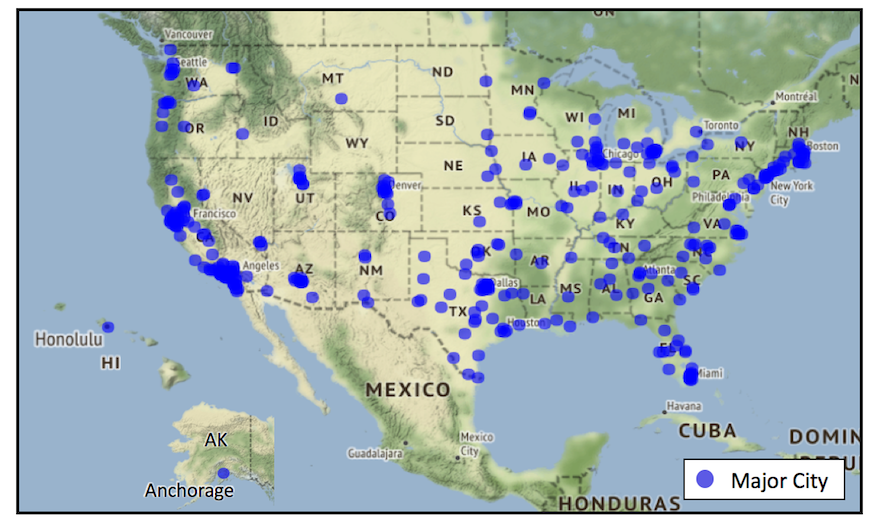 ON
Vancouver
Seattle
WA
MT
ND
MN
Montréal
N
OR
ID
SD
WI
MI
Toronto
NH
Boston
WY
IA
Chicago
NY
NE
PA
NV
UT
Denver
IL
IN
OH
New York
City
Philadelphia
Francisco
CO
KS
MO
KY
VA
CA
OK
TN
NC
Angeles
AZ
NM
AR
Atlanta
SC
Dallas
MS
AL
GA
LA
TX
Houston
Honolulu
HI
FL
Miami
MEXICO
Havana
CUBA
DOMIN
REPU
AK
Guadalajara
Mexico
City
Anchorage
HONDURAS
Major City